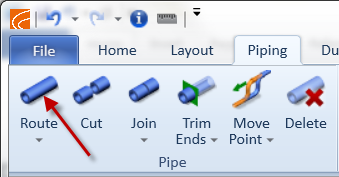 File Home Layout Piping Du
Route Cut Join Trim Ends Move Point Delete
Pipe